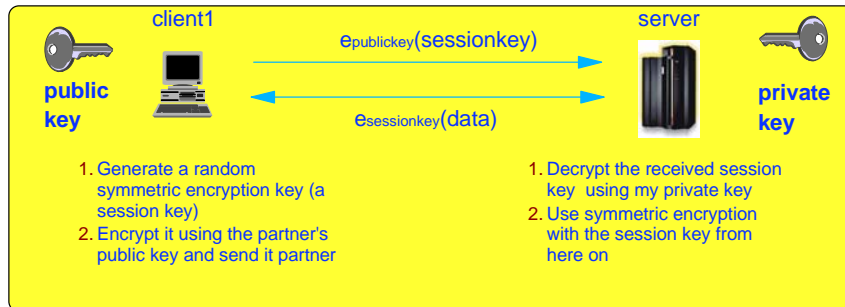 client1
server
public
key
epublickey(sessionkey)
esessionkey(data)
private
key
1. Generate a random
symmetric encryption key (a
session key)
2. Encrypt it using the partner's
public key and send it partner
1. Decrypt the received session
key using my private key
2. Use symmetric encryption
with the session key from
here on